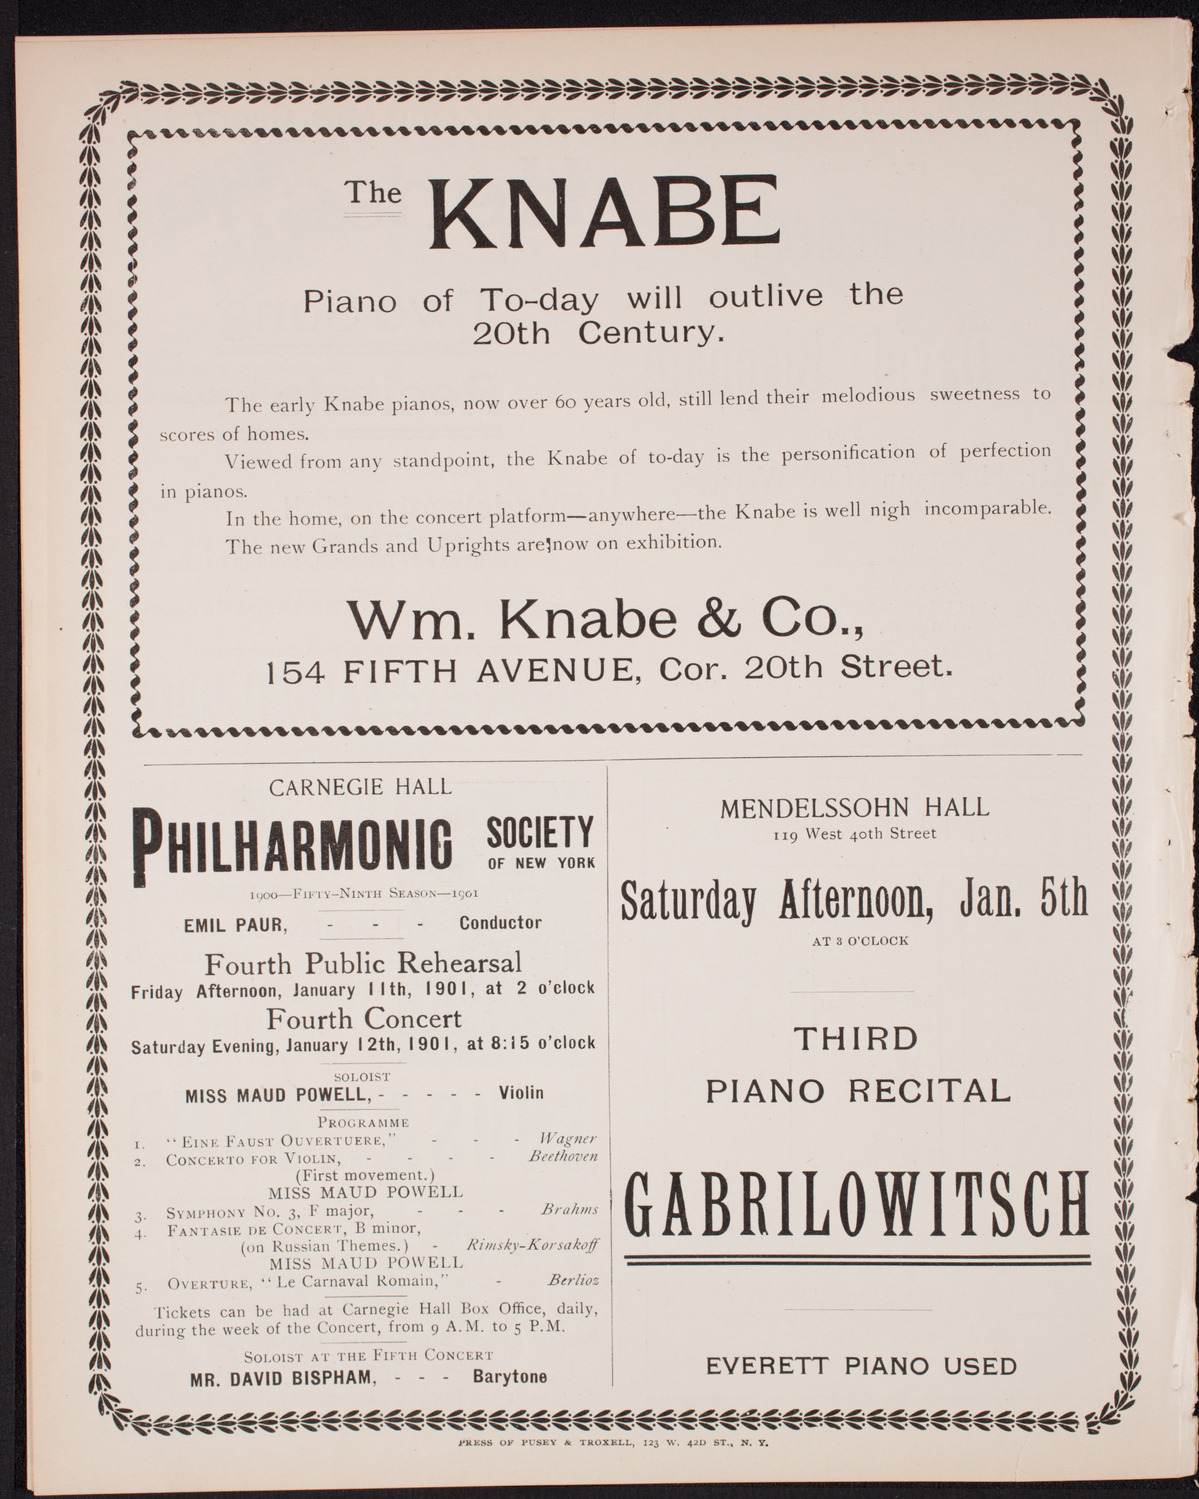 The KNABE
Piano of To-day will outlive the
20th Century.
The early Knabe pianos, now over 60 years old, still lend their melodious sweetness to
scores of homes.
Viewed from any standpoint, the Knabe of to-day is the personification of perfection
in pianos.
In the home, on the concert platform—anywhere—the Knabe is well nigh incomparable.
The new Grands and Uprights are now on exhibition.
Wm. Knabe & Co.,
154 FIFTH AVENUE, Cor. 20th Street.
CARNEGIE HALL
PHILHARMONIC SOCIETY
OF NEW YORK
1900—FIFTY-NINTH SEASON—1901
EMIL PAUR, - - - Conductor
Fourth Public Rehearsal
Friday Afternoon, January 11th, 1901, at 2 o'clock
Fourth Concert
Saturday Evening, January 12th, 1901, at 8:15 o'clock
SOLOIST
MISS MAUD POWELL, - - - - - Violin
PROGRAMME
1. "EINE FAUST OUVERTUERE," - - - Wagner
2. CONCERTO FOR VIOLIN, - - - - Beethoven
(First movement.)
MISS MAUD POWELL
3. SYMPHONY NO. 3, F major, - - - Brahms
4. FANTASIE DE CONCERT, B minor,
(on Russian Themes.) - Rimsky-Korsakoff
MISS MAUD POWELL
5. OVERTURE, "Le Carnaval Romain," - Berlioz
Tickets can be had at Carnegie Hall Box Office, daily,
during the week of the Concert, from 9 A.M. to 5 P.M.
SOLOIST AT THE FIFTH CONCERT
MR. DAVID BISPHAM, - - - Barytone
MENDELSSOHN HALL
119 West 40th Street
Saturday Afternoon, Jan. 5th
AT 3 O'CLOCK
THIRD
PIANO RECITAL
GABRILOWITSCH
EVERETT PIANO USED
PRESS OF PUSEY & TROXELL, 123 W. 42D ST., N. Y.